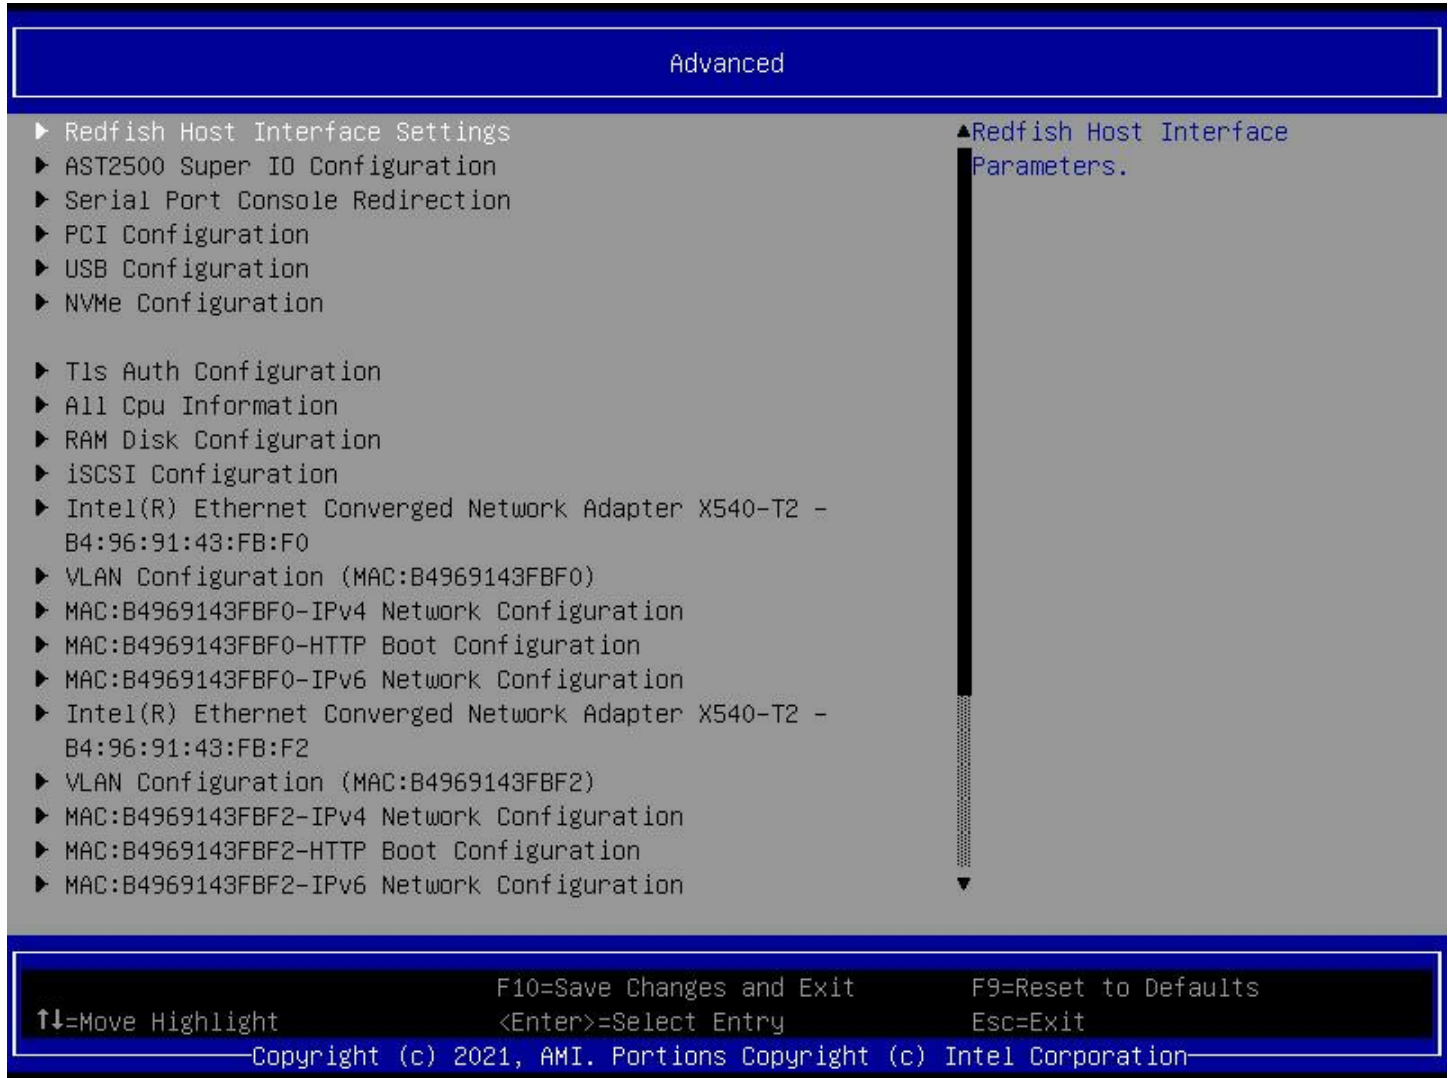 Advanced
▶ Redfish Host Interface Settings
▲Redfish Host Interface
Parameters.
▶ AST2500 Super IO Configuration
▶ Serial Port Console Redirection
▶ PCI Configuration
▶ USB Configuration
▶ NVMe Configuration
▶ Tls Auth Configuration
▶ All Cpu Information
▶ RAM Disk Configuration
▶ iSCSI Configuration
▶ Intel(R) Ethernet Converged Network Adapter X540-T2 -
B4:96:91:43:FB:F0
▶ VLAN Configuration (MAC:B4969143FBF0)
▶ MAC:B4969143FBF0-IPv4 Network Configuration
▶ MAC:B4969143FBF0-HTTP Boot Configuration
▶ MAC:B4969143FBF0-IPv6 Network Configuration
▶ Intel(R) Ethernet Converged Network Adapter X540-T2 -
B4:96:91:43:FB:F2
▶ VLAN Configuration (MAC:B4969143FBF2)
▶ MAC:B4969143FBF2-IPv4 Network Configuration
▶ MAC:B4969143FBF2-HTTP Boot Configuration
▶ MAC:B4969143FBF2-IPv6 Network Configuration
▼
F10=Save Changes and Exit F9=Reset to Defaults
↑↓=Move Highlight <Enter>=Select Entry Esc=Exit
Copyright (c) 2021, AMI. Portions Copyright (c) Intel Corporation